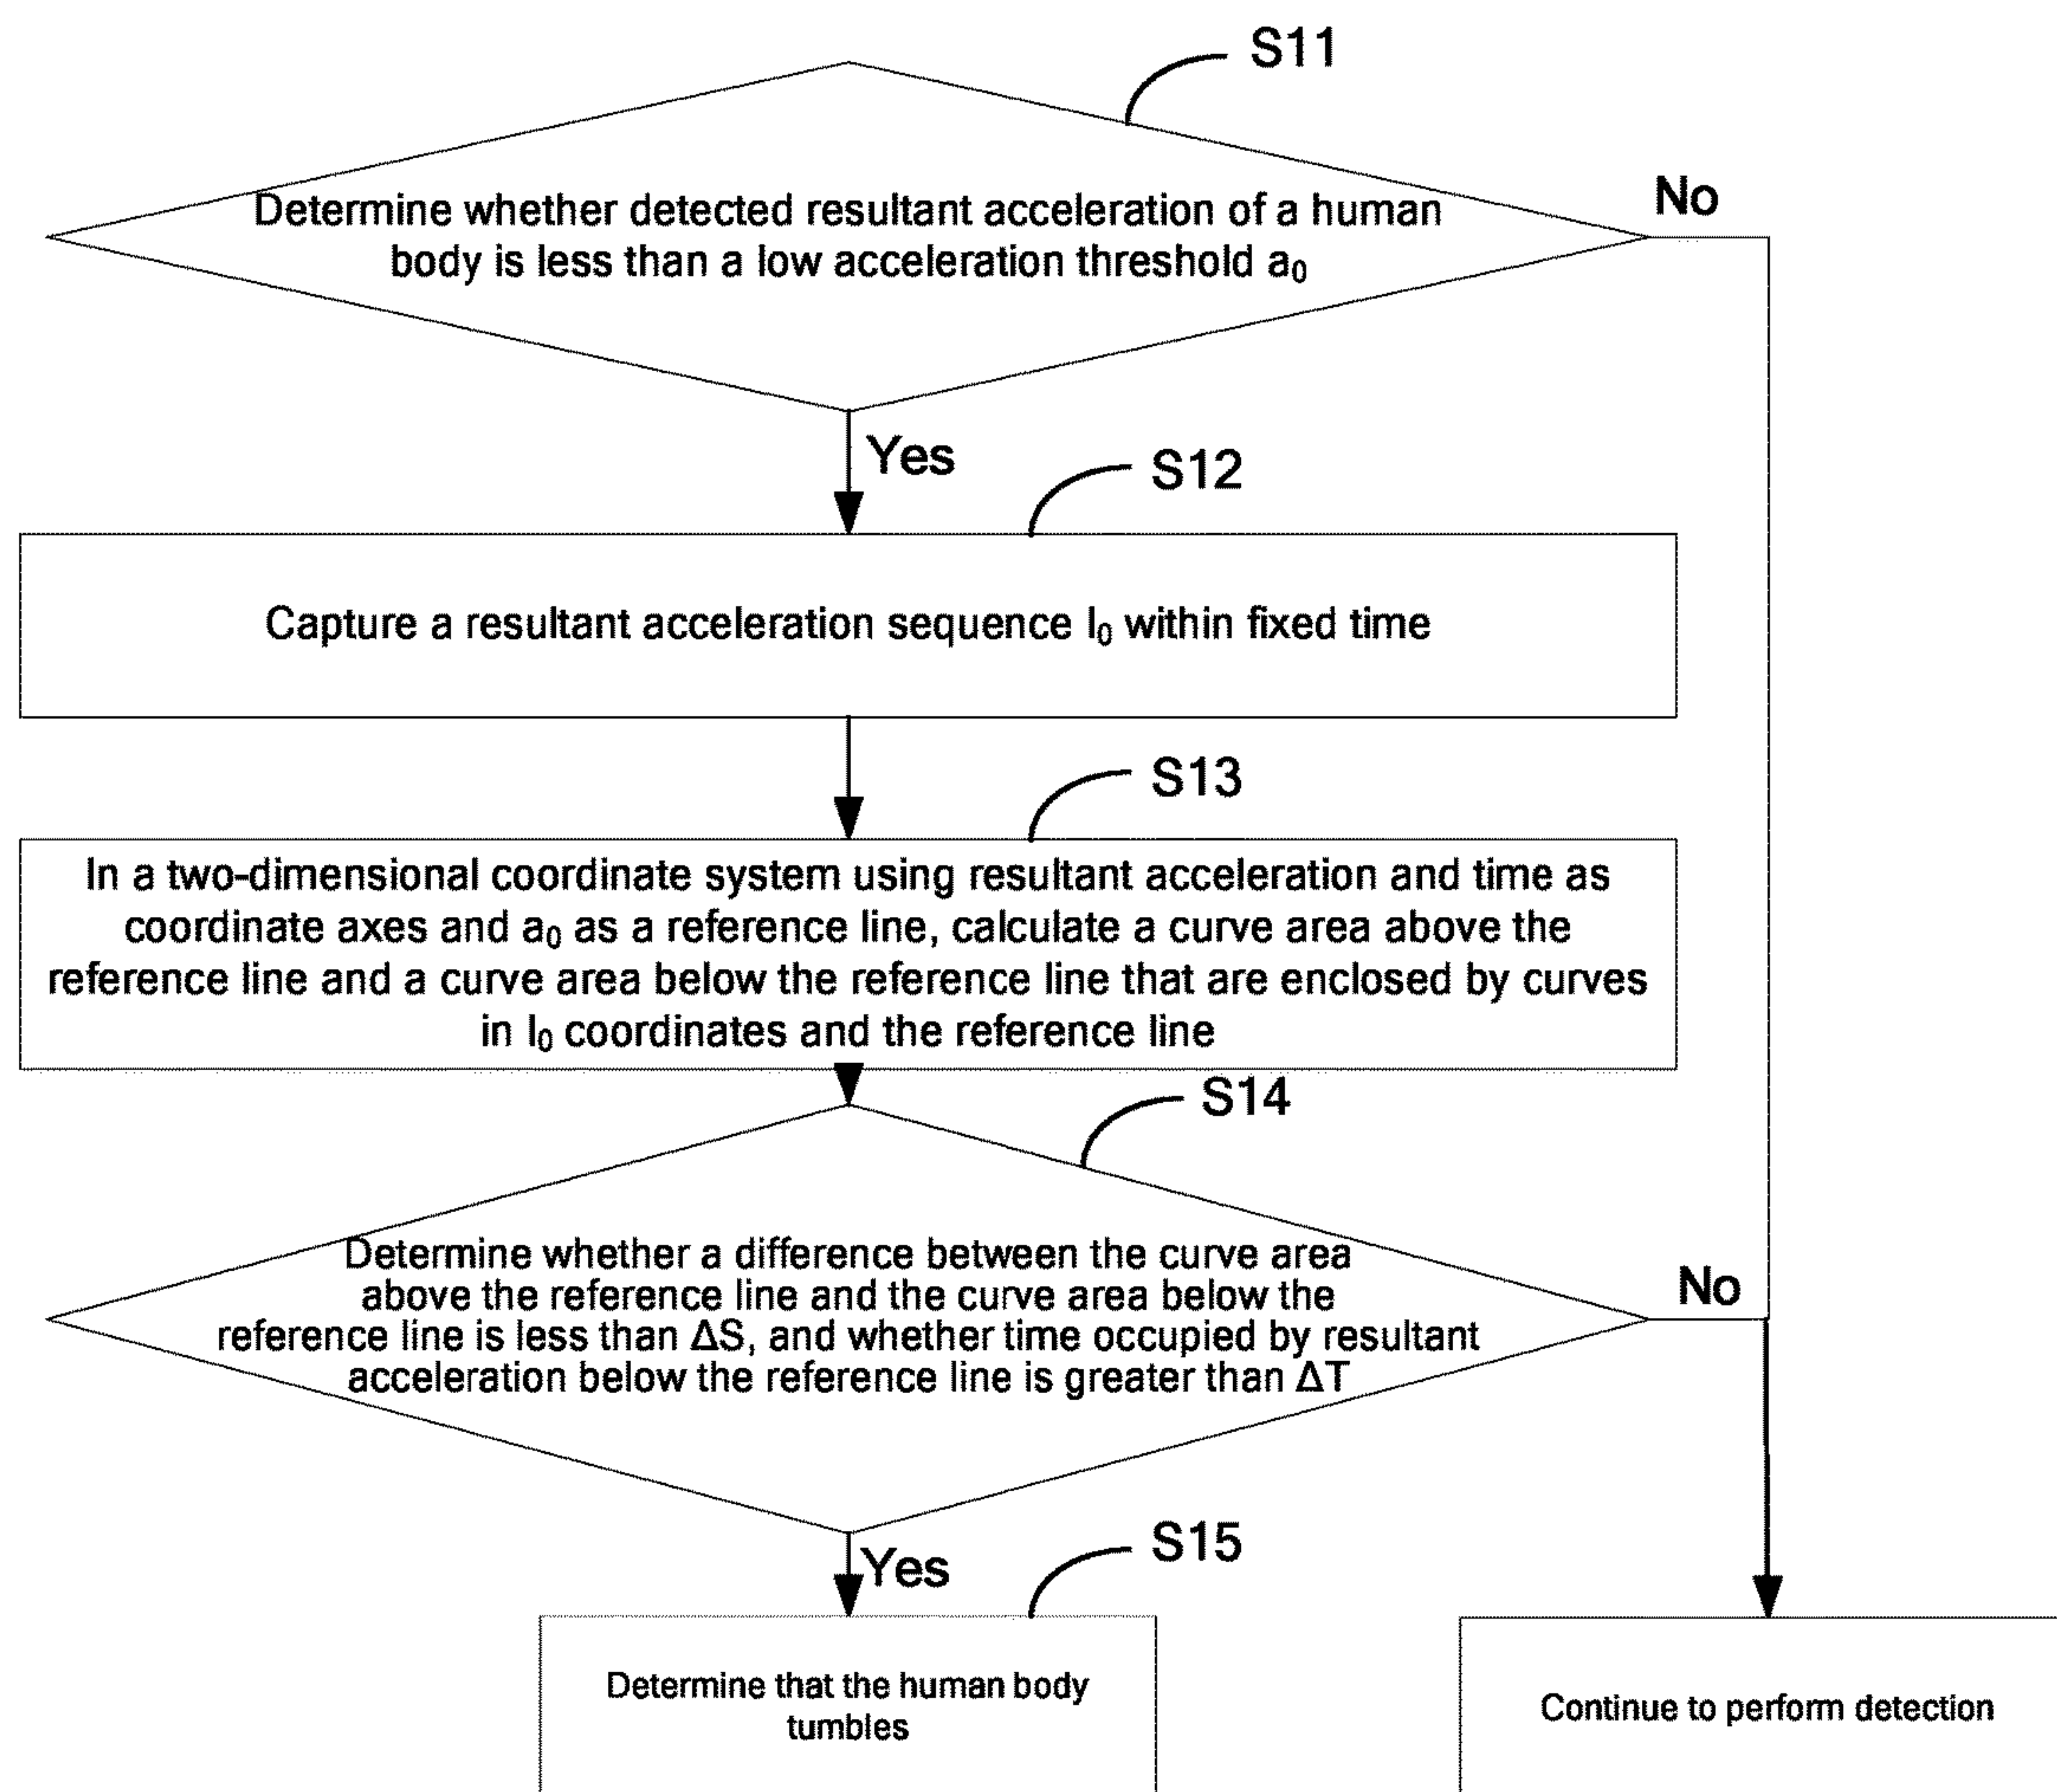 S11
Determine whether detected resultant acceleration of a human
body is less than a low acceleration threshold a₀
No
Yes
S12
Capture a resultant acceleration sequence I₀ within fixed time
S13
In a two-dimensional coordinate system using resultant acceleration and time as
coordinate axes and a₀ as a reference line, calculate a curve area above the
reference line and a curve area below the reference line that are enclosed by curves
in I₀ coordinates and the reference line
S14
Determine whether a difference between the curve area
above the reference line and the curve area below the
reference line is less than ΔS, and whether time occupied by resultant
acceleration below the reference line is greater than ΔT
No
Yes
S15
Determine that the human body
tumbles
Continue to perform detection